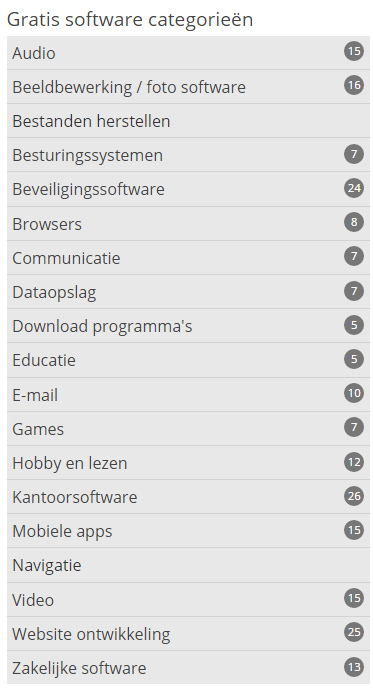 Gratis software categorieën
Audio 15
Beeldbewerking / foto software 16
Bestanden herstellen
Besturingssystemen 7
Beveiligingssoftware 24
Browsers 8
Communicatie 7
Dataopslag 7
Download programma's 5
Educatie 5
E-mail 10
Games 7
Hobby en lezen 12
Kantoorsoftware 26
Mobiele apps 15
Navigatie
Video 15
Website ontwikkeling 25
Zakelijke software 13